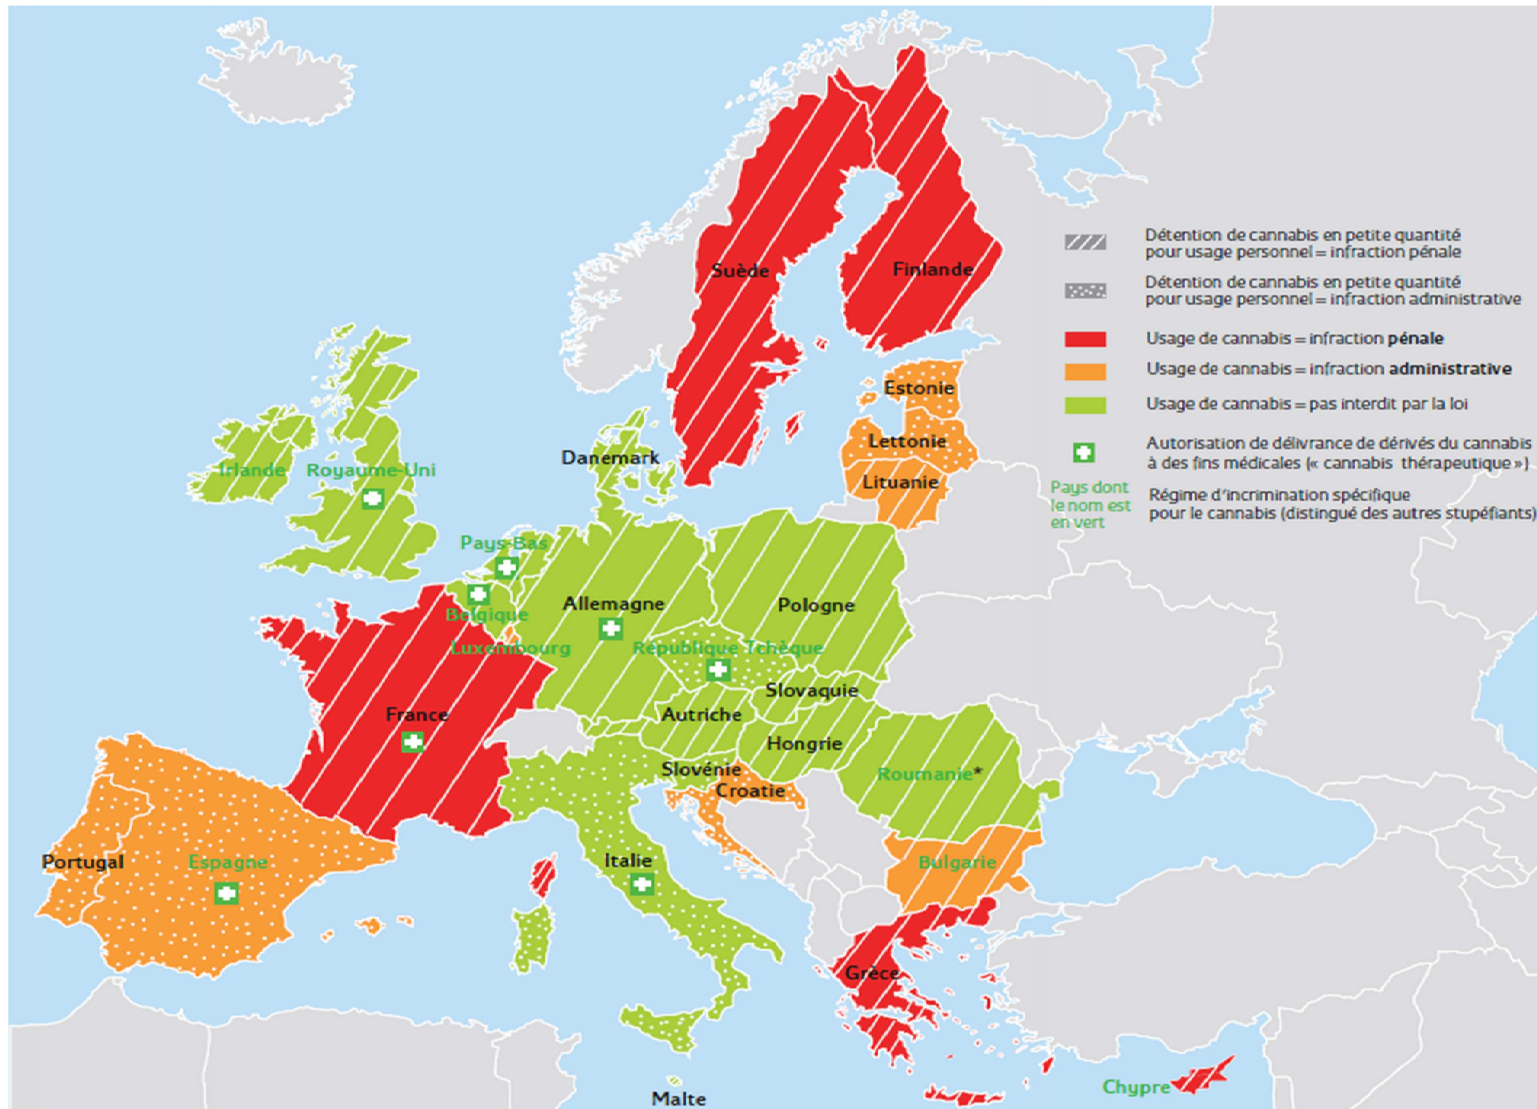 Suède
Finlande
Détention de cannabis en petite quantité
pour usage personnel = infraction pénale
Détention de cannabis en petite quantité
pour usage personnel = infraction administrative
Usage de cannabis = infraction pénale
Usage de cannabis = infraction administrative
Usage de cannabis = pas interdit par la loi
Autorisation de délivrance de dérivés du cannabis
à des fins médicales (« cannabis thérapeutique »)
Pays dont
le nom est
en vert
Régime d'incrimination spécifique
pour le cannabis (distingué des autres stupéfiants)
Estonie
Lettonie
Lituanie
Danemark
Irlande
Royaume-Uni
Pays-Bas
Belgique
Luxembourg
Allemagne
Pologne
République Tchèque
Slovaquie
France
Autriche
Hongrie
Slovénie
Croatie
Roumanie*
Portugal
Espagne
Italie
Bulgarie
Grèce
Malte
Chypre